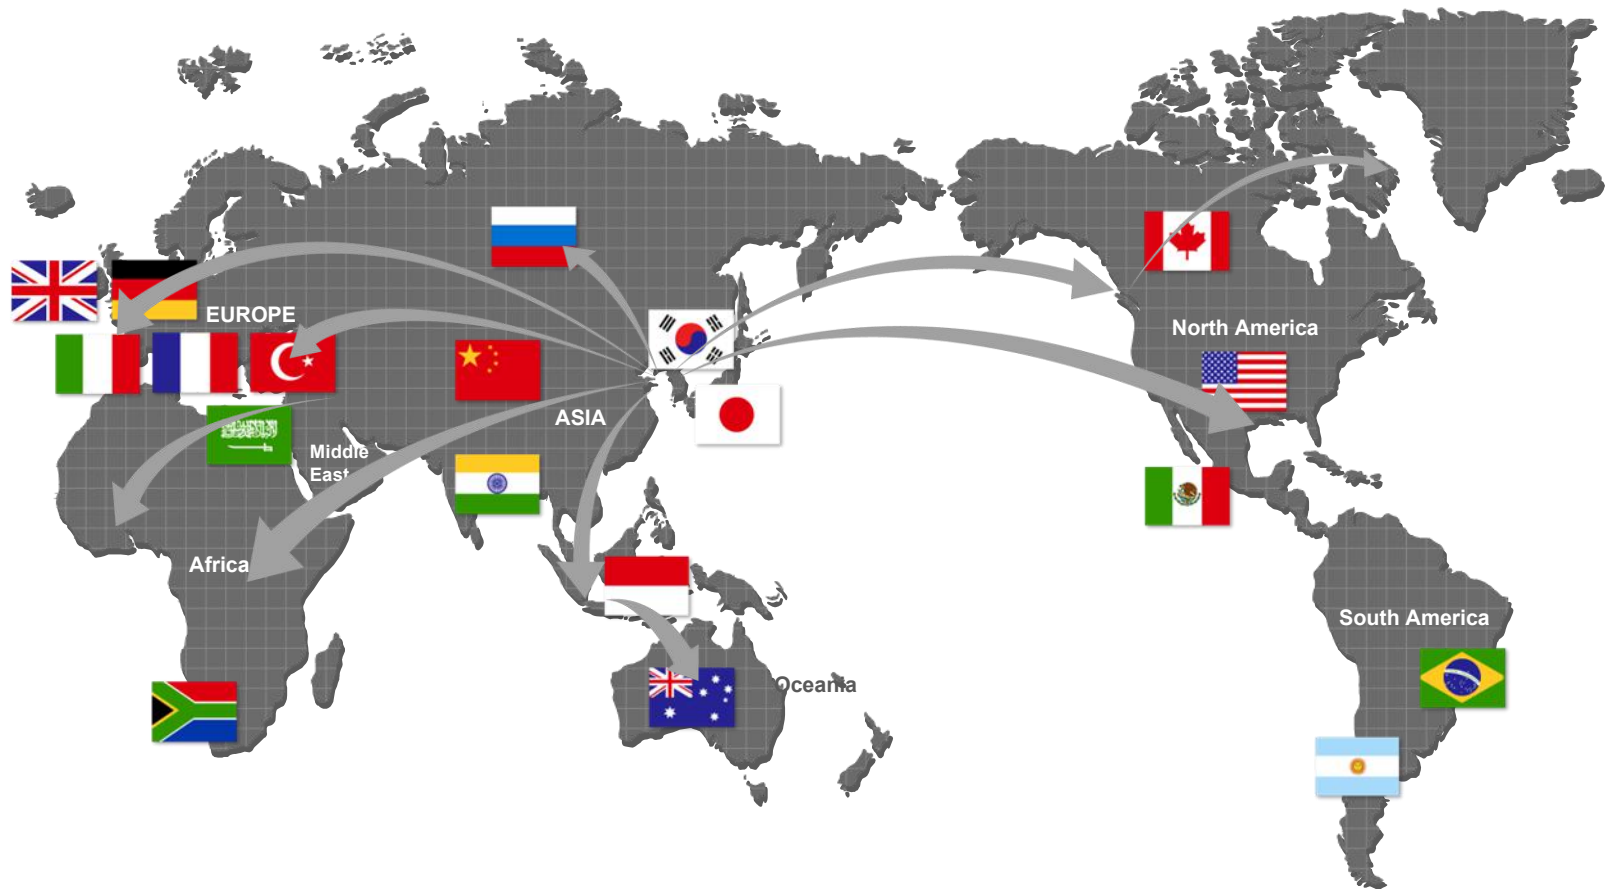 EUROPE
North America
ASIA
Middle
East
Africa
South America
Oceania